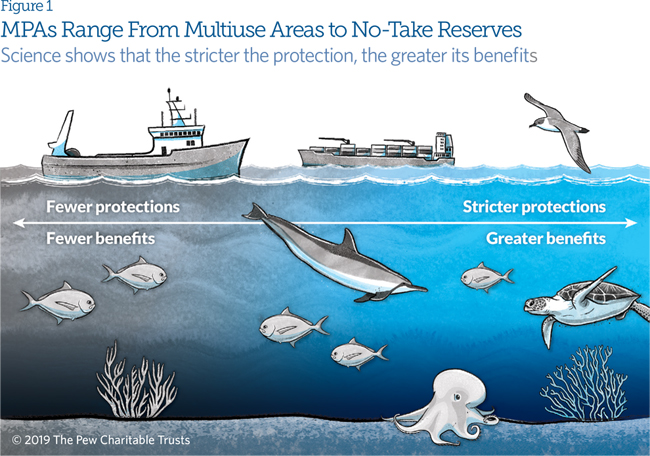 Figure 1
MPAs Range From Multiuse Areas to No-Take Reserves
Science shows that the stricter the protection, the greater its benefits
Fewer protections
Stricter protections
Fewer benefits
Greater benefits
© 2019 The Pew Charitable Trusts